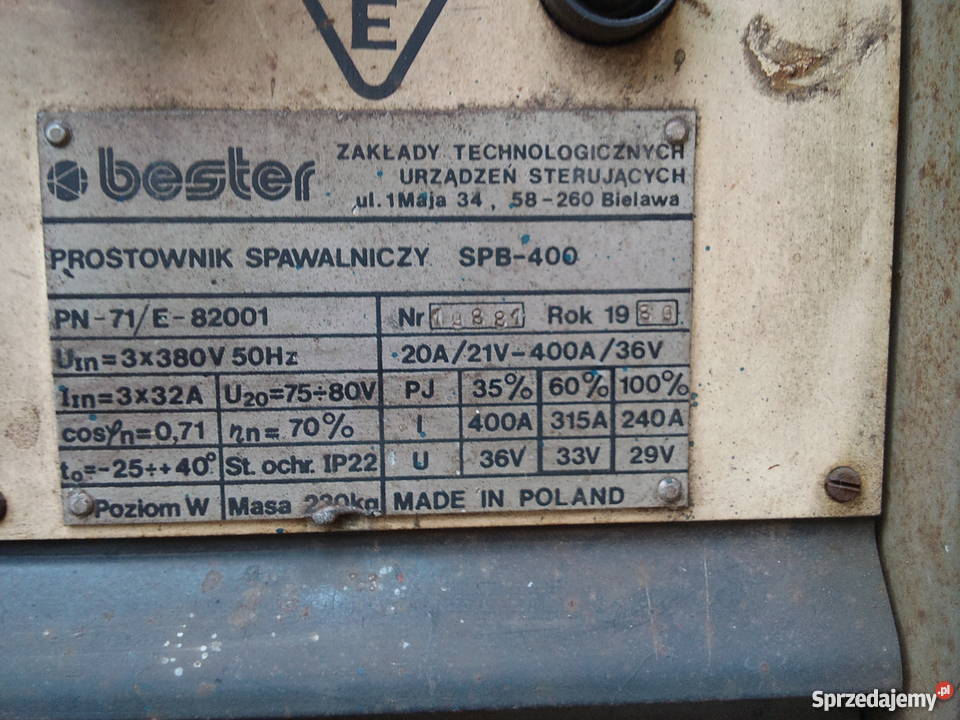 E
bester
ZAKŁADY TECHNOLOGICZNYCH
URZĄDZEŃ STERUJĄCYCH
ul. 1 Maja 34, 58-260 Bielawa
PROSTOWNIK SPAWALNICZY SPB-400
PN-71/E-82001 Nr Rok 19
U1n=3x380V 50Hz 20A/21V-400A/36V
I1n=3x32A U20=75÷80V PJ 35% 60% 100%
cosφn=0,71 ηn=70% I 400A 315A 240A
to=-25÷+40° St. ochr. IP22 U 36V 33V 29V
Poziom W Masa MADE IN POLAND
Sprzedajemy.pl